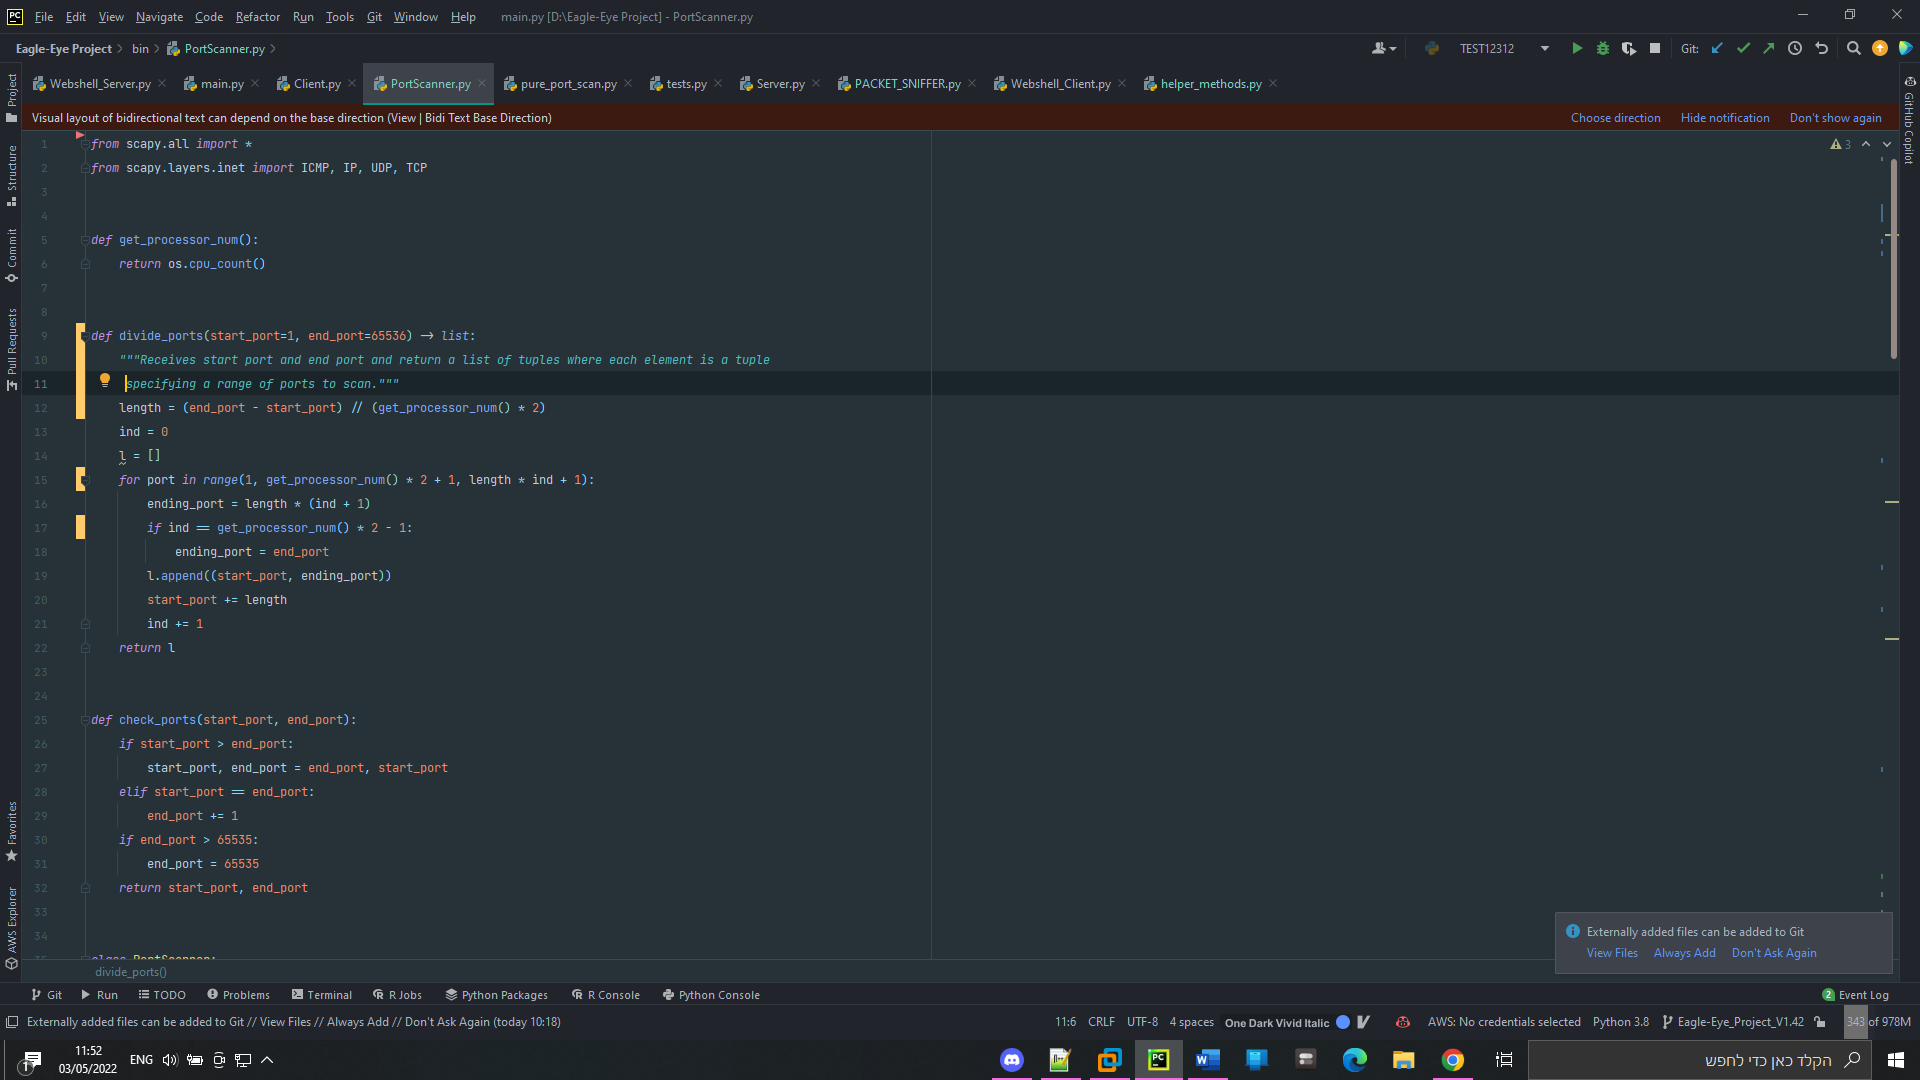 PC File Edit View Navigate Code Refactor Run Tools Git Window Help main.py [D:\Eagle-Eye Project] - PortScanner.py
Eagle-Eye Project bin PortScanner.py TEST12312 Git:
Webshell_Server.py main.py Client.py PortScanner.py pure_port_scan.py tests.py Server.py PACKET_SNIFFER.py Webshell_Client.py helper_methods.py
Visual layout of bidirectional text can depend on the base direction (View | Bidi Text Base Direction) Choose direction Hide notification Don't show again
Project
Structure
Commit
Pull Requests
Favorites
AWS Explorer
GitHub Copilot
3
1 from scapy.all import *
2 from scapy.layers.inet import ICMP, IP, UDP, TCP
3
4
5 def get_processor_num():
6 return os.cpu_count()
7
8
9 def divide_ports(start_port=1, end_port=65536) -> list:
10 """Receives start port and end port and return a list of tuples where each element is a tuple
11 specifying a range of ports to scan."""
12 length = (end_port - start_port) // (get_processor_num() * 2)
13 ind = 0
14 l = []
15 for port in range(1, get_processor_num() * 2 + 1, length * ind + 1):
16 ending_port = length * (ind + 1)
17 if ind == get_processor_num() * 2 - 1:
18 ending_port = end_port
19 l.append((start_port, ending_port))
20 start_port += length
21 ind += 1
22 return l
23
24
25 def check_ports(start_port, end_port):
26 if start_port > end_port:
27 start_port, end_port = end_port, start_port
28 elif start_port == end_port:
29 end_port += 1
30 if end_port > 65535:
31 end_port = 65535
32 return start_port, end_port
33
34
35 class PortScanner:
divide_ports()
Externally added files can be added to Git
View Files Always Add Don't Ask Again
Git Run TODO Problems Terminal R Jobs Python Packages R Console Python Console 2 Event Log
Externally added files can be added to Git // View Files // Always Add // Don't Ask Again (today 10:18) 11:6 CRLF UTF-8 4 spaces One Dark Vivid Italic AWS: No credentials selected Python 3.8 Eagle-Eye_Project_V1.42 343 of 978M
1 11:52 ENG הקלד כאן כדי לחפש
03/05/2022